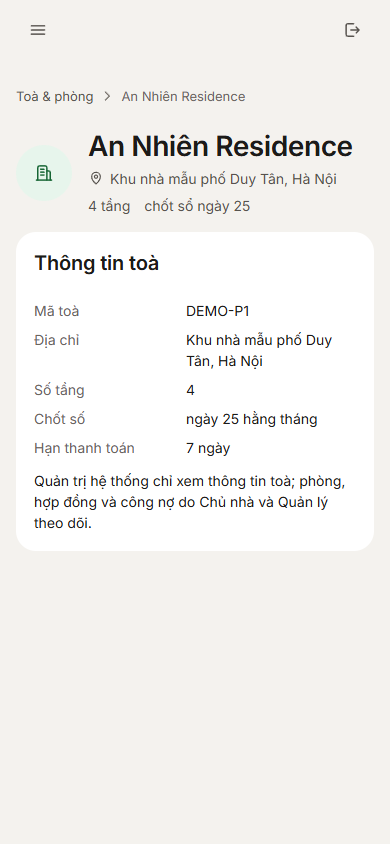 Toà & phòng > An Nhiên Residence
An Nhiên Residence
Khu nhà mẫu phố Duy Tân, Hà Nội
4 tầng chốt sổ ngày 25
Thông tin toà
Mã toà DEMO-P1
Địa chỉ Khu nhà mẫu phố Duy
Tân, Hà Nội
Số tầng 4
Chốt số ngày 25 hằng tháng
Hạn thanh toán 7 ngày
Quản trị hệ thống chỉ xem thông tin toà; phòng,
hợp đồng và công nợ do Chủ nhà và Quản lý
theo dõi.